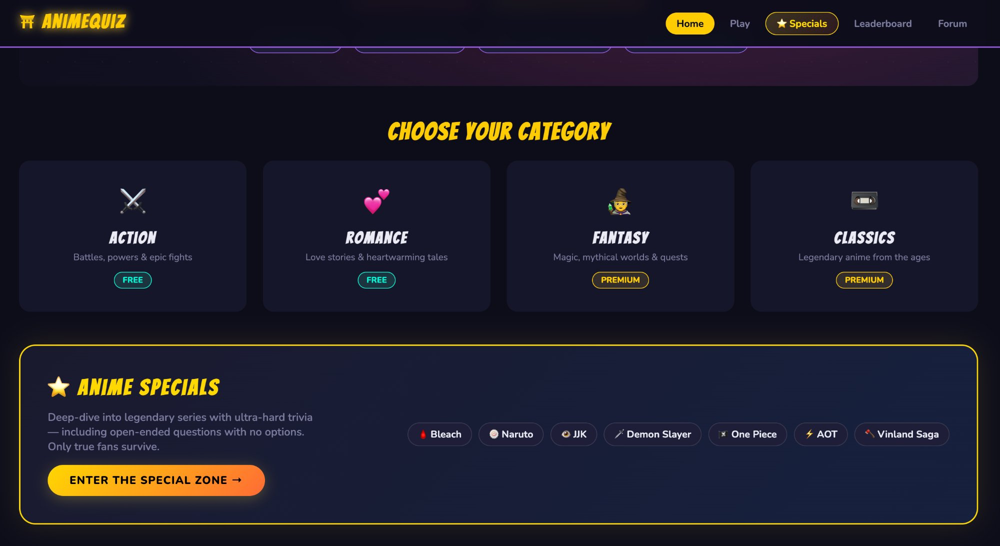 ANIMEQUIZ
Home
Play
Specials
Leaderboard
Forum
CHOOSE YOUR CATEGORY
ACTION
Battles, powers & epic fights
FREE
ROMANCE
Love stories & heartwarming tales
FREE
FANTASY
Magic, mythical worlds & quests
PREMIUM
CLASSICS
Legendary anime from the ages
PREMIUM
ANIME SPECIALS
Deep-dive into legendary series with ultra-hard trivia
— including open-ended questions with no options.
Only true fans survive.
ENTER THE SPECIAL ZONE →
Bleach
Naruto
JJK
Demon Slayer
One Piece
AOT
Vinland Saga